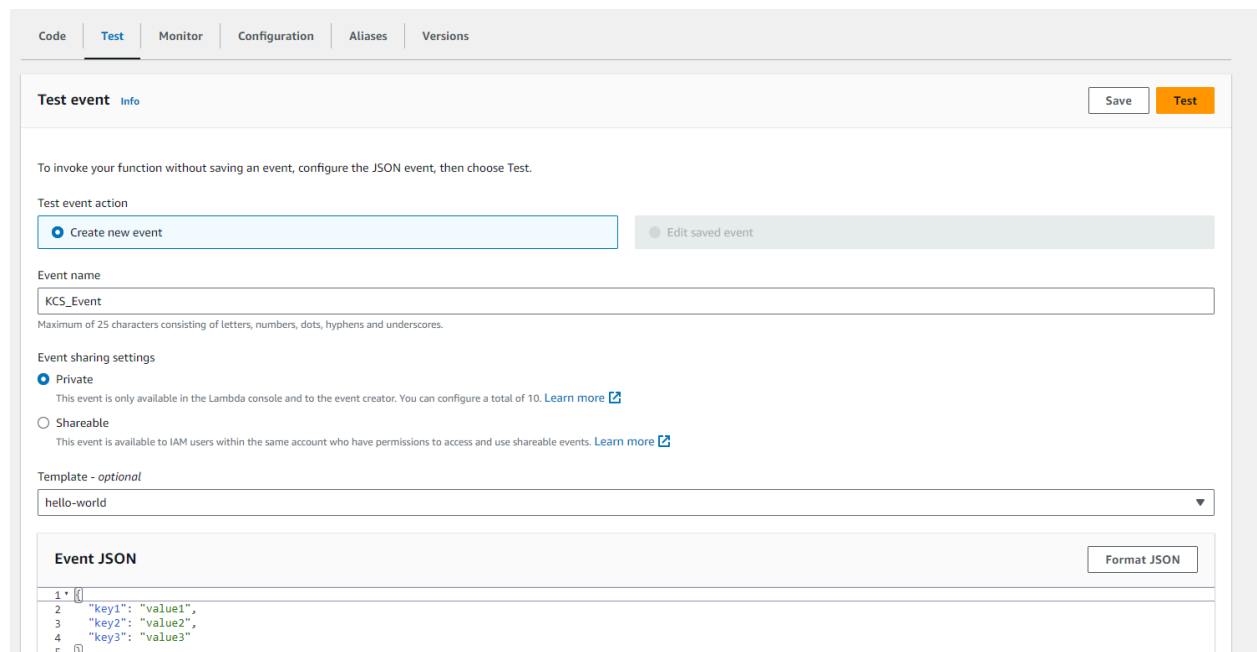 Code Test Monitor Configuration Aliases Versions
Test event Info Save Test
To invoke your function without saving an event, configure the JSON event, then choose Test.
Test event action
Create new event Edit saved event
Event name
KCS_Event
Maximum of 25 characters consisting of letters, numbers, dots, hyphens and underscores.
Event sharing settings
Private
This event is only available in the Lambda console and to the event creator. You can configure a total of 10. Learn more
Shareable
This event is available to IAM users within the same account who have permissions to access and use shareable events. Learn more
Template - optional
hello-world
Event JSON Format JSON
1 {
2 "key1": "value1",
3 "key2": "value2",
4 "key3": "value3"
5 }